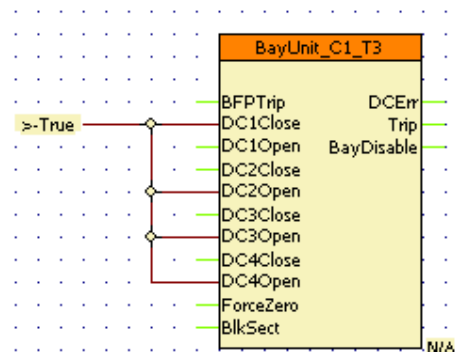 BayUnit_C1_T3
BFPTrip DCErr
>-True DC1Close Trip
DC1Open BayDisable
DC2Close
DC2Open
DC3Close
DC3Open
DC4Close
DC4Open
ForceZero
BlkSect
N/A